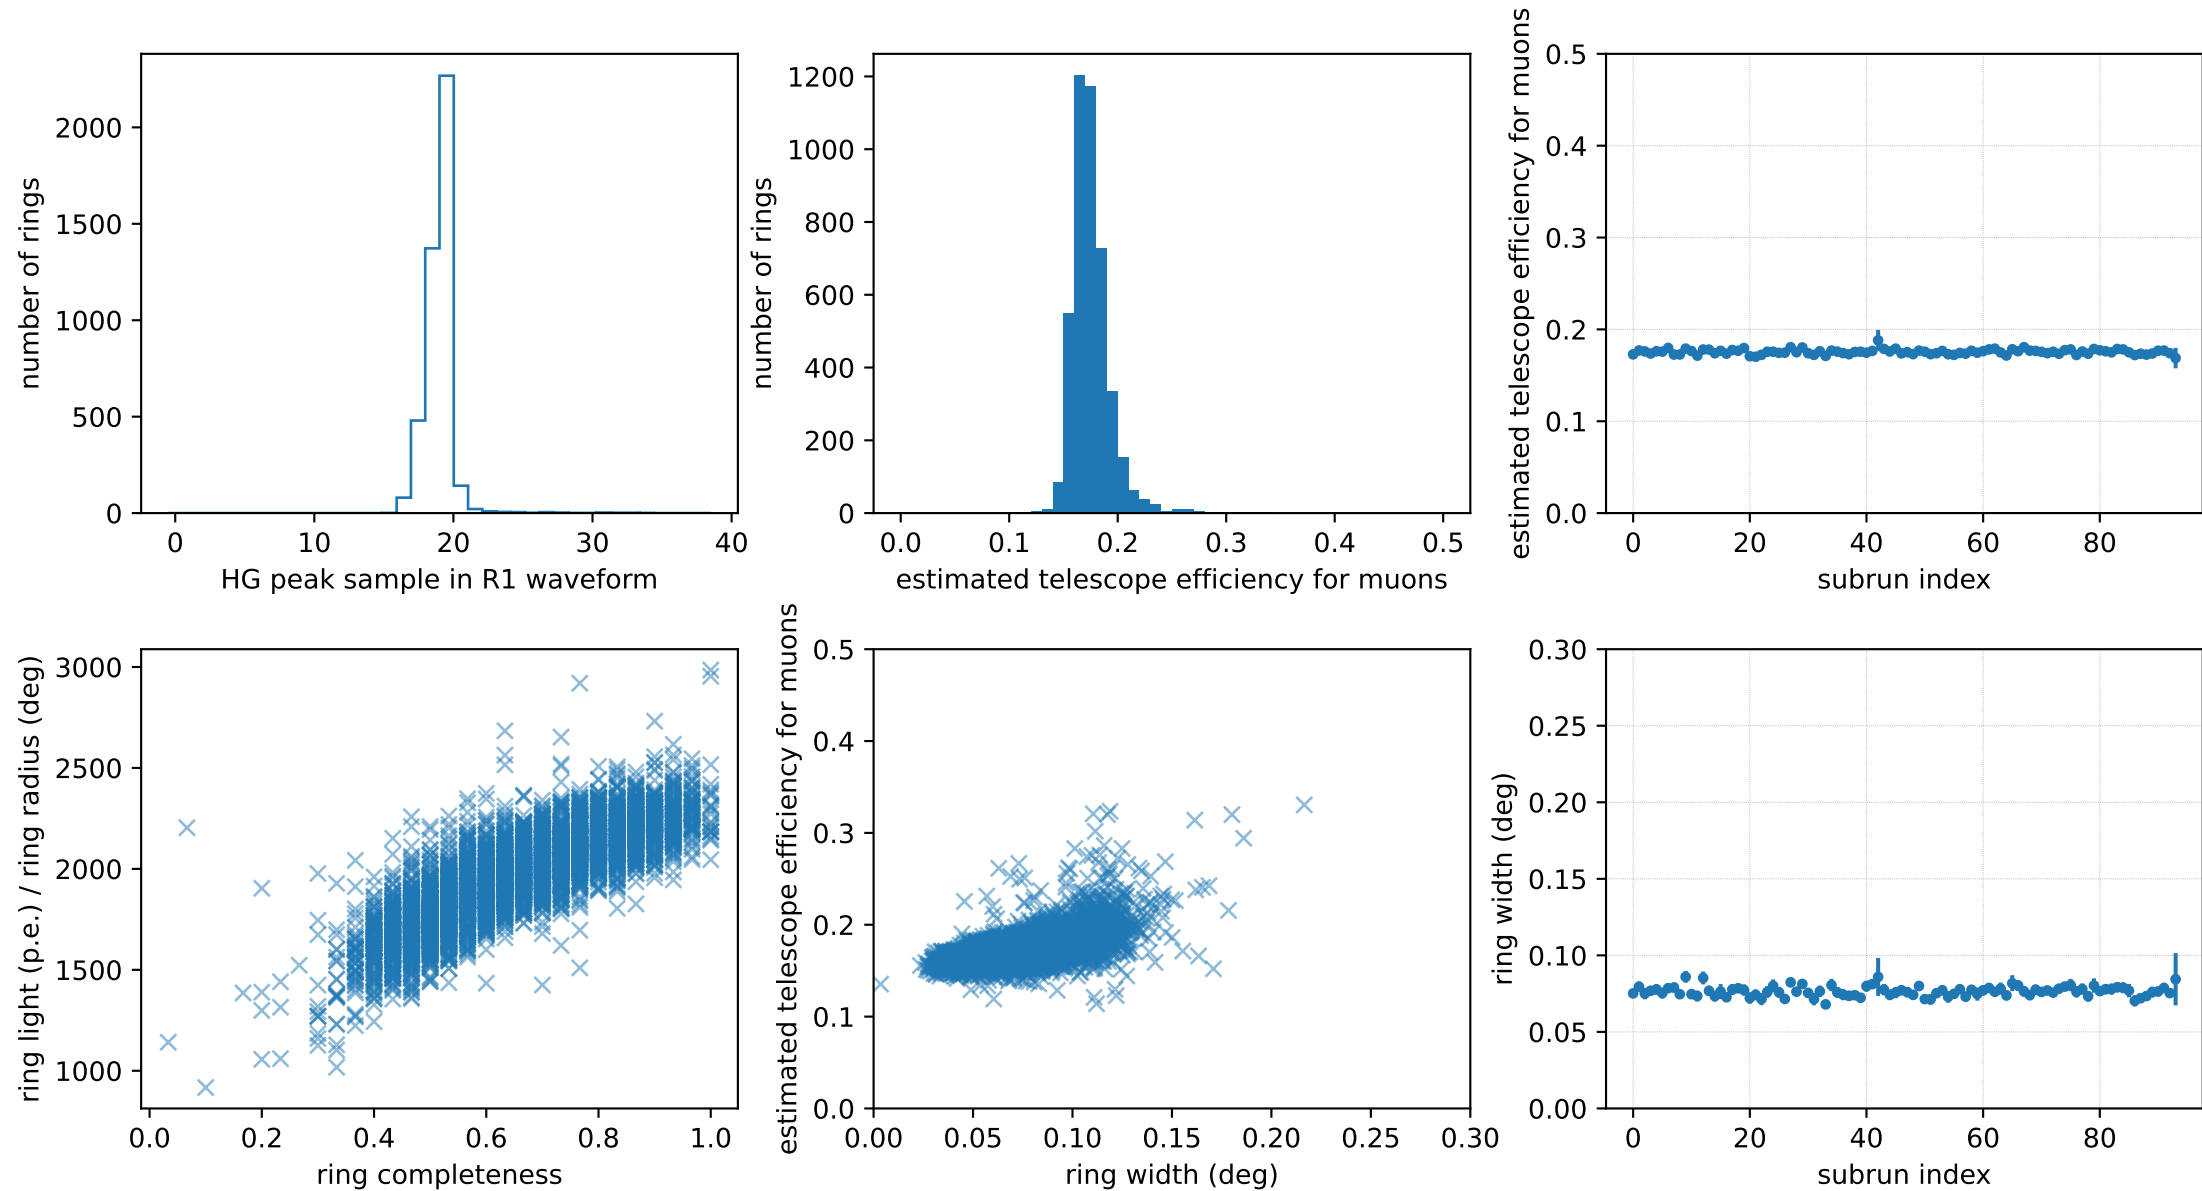 number of rings
2000
1500
1000
500
0
0 10 20 30 40
HG peak sample in R1 waveform
number of rings
1200
1000
800
600
400
200
0
0.0 0.1 0.2 0.3 0.4 0.5
estimated telescope efficiency for muons
estimated telescope efficiency for muons
0.5
0.4
0.3
0.2
0.1
0.0
0 20 40 60 80
subrun index
ring light (p.e.) / ring radius (deg)
3000
2500
2000
1500
1000
0.0 0.2 0.4 0.6 0.8 1.0
ring completeness
estimated telescope efficiency for muons
0.5
0.4
0.3
0.2
0.1
0.0
0.00 0.05 0.10 0.15 0.20 0.25 0.30
ring width (deg)
ring width (deg)
0.30
0.25
0.20
0.15
0.10
0.05
0.00
0 20 40 60 80
subrun index